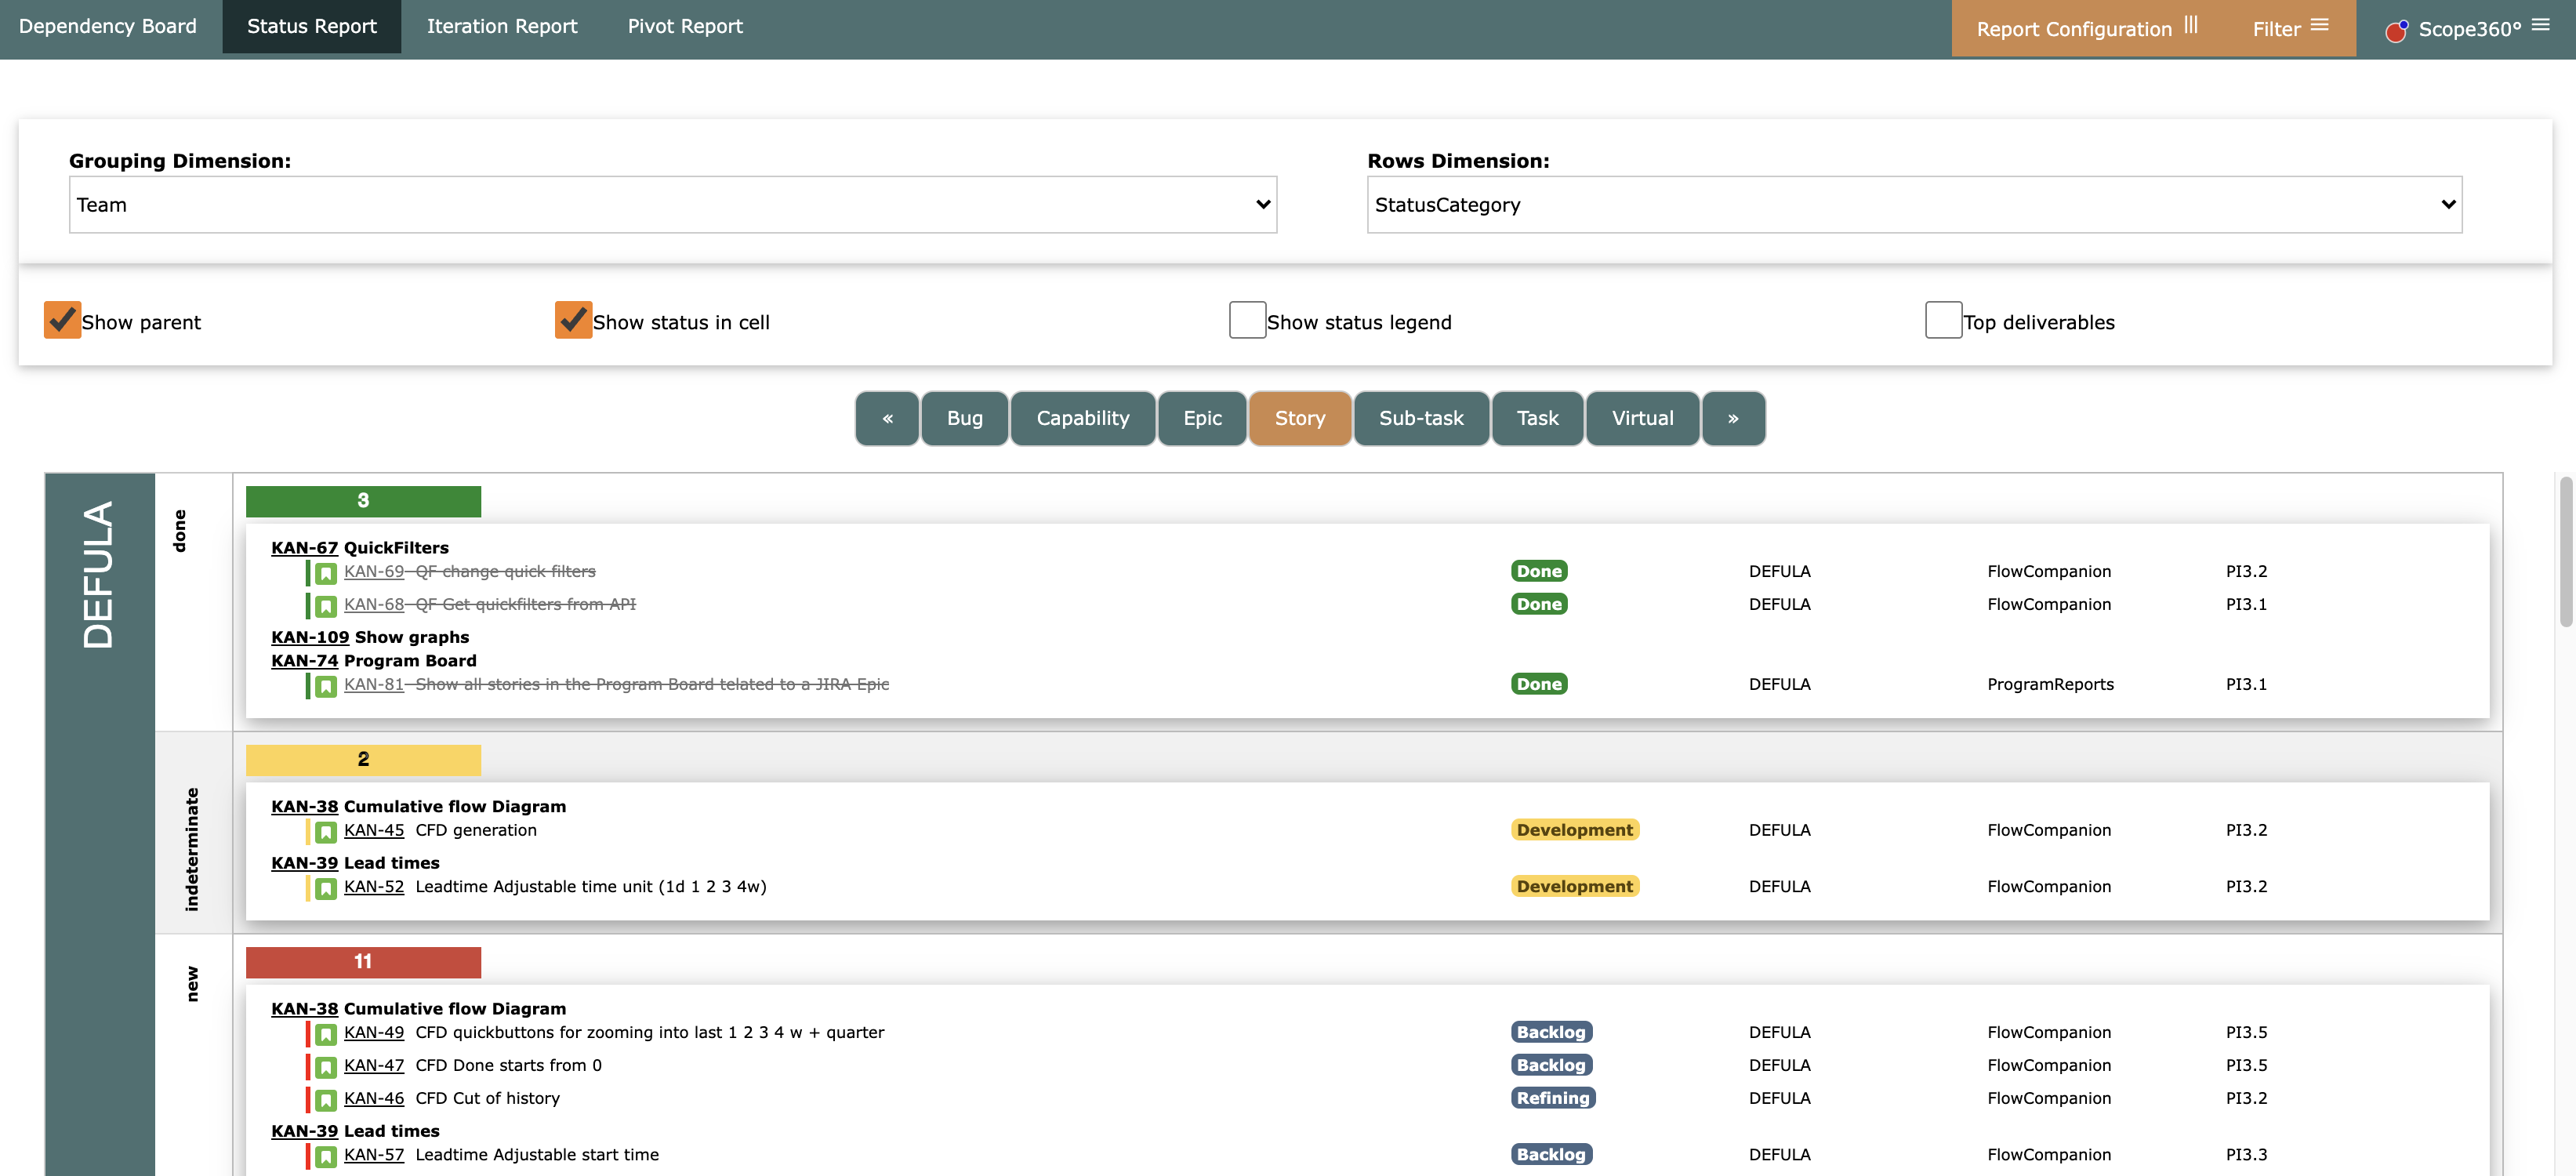 Dependency Board Status Report Iteration Report Pivot Report Report Configuration Filter Scope360°
Grouping Dimension: Rows Dimension:
Team StatusCategory
Show parent Show status in cell Show status legend Top deliverables
« Bug Capability Epic Story Sub-task Task Virtual »
DEFULA
done
3
KAN-67 QuickFilters
KAN-69 QF change quick filters Done DEFULA FlowCompanion PI3.2
KAN-68 QF Get quickfilters from API Done DEFULA FlowCompanion PI3.1
KAN-109 Show graphs
KAN-74 Program Board
KAN-81 Show all stories in the Program Board telated to a JIRA Epic Done DEFULA ProgramReports PI3.1
indeterminate
2
KAN-38 Cumulative flow Diagram
KAN-45 CFD generation Development DEFULA FlowCompanion PI3.2
KAN-39 Lead times
KAN-52 Leadtime Adjustable time unit (1d 1 2 3 4w) Development DEFULA FlowCompanion PI3.2
new
11
KAN-38 Cumulative flow Diagram
KAN-49 CFD quickbuttons for zooming into last 1 2 3 4 w + quarter Backlog DEFULA FlowCompanion PI3.5
KAN-47 CFD Done starts from 0 Backlog DEFULA FlowCompanion PI3.5
KAN-46 CFD Cut of history Refining DEFULA FlowCompanion PI3.2
KAN-39 Lead times
KAN-57 Leadtime Adjustable start time Backlog DEFULA FlowCompanion PI3.3